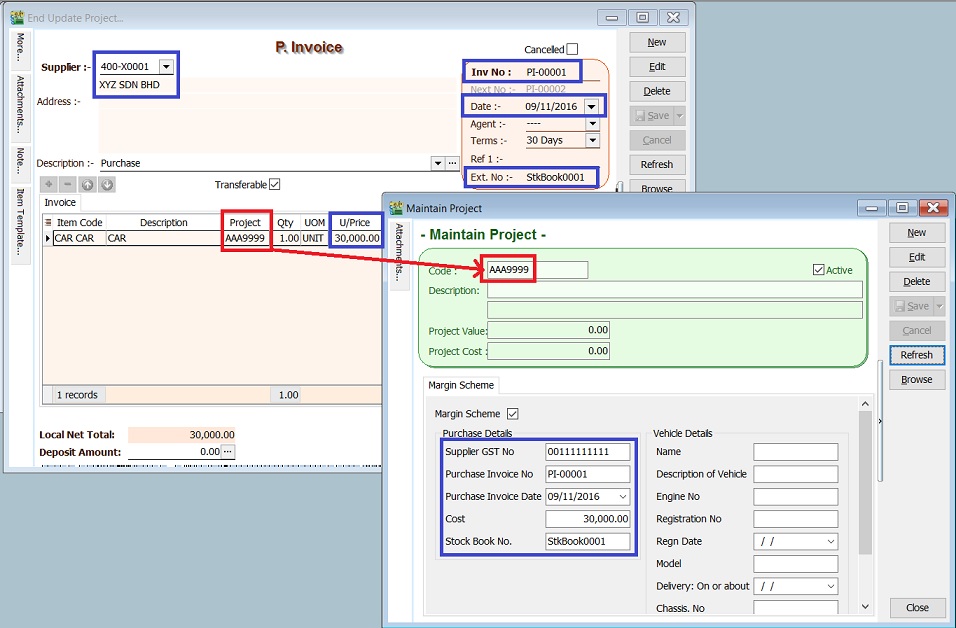 End Update Project...
More...
Attachments...
Note...
Item Template...
P. Invoice
Cancelled
Supplier :- 400-X0001
XYZ SDN BHD
Address :-
Inv No : PI-00001
Next No :- PI-00002
Date :- 09/11/2016
Agent :- ----
Terms :- 30 Days
Ref 1 :-
Ext. No :- StkBook0001
Description :- Purchase
Transferable
Invoice
Item Code Description Project Qty UOM U/Price
CAR CAR CAR AAA9999 1.00 UNIT 30,000.00
1 records 1.00
Local Net Total: 30,000.00
Deposit Amount: 0.00
New
Edit
Delete
Save
Cancel
Refresh
Browse
Maintain Project
Attachments...
- Maintain Project -
Code : AAA9999
Active
Description:
Project Value: 0.00
Project Cost : 0.00
Margin Scheme
Margin Scheme
Purchase Details
Supplier GST No 00111111111
Purchase Invoice No PI-00001
Purchase Invoice Date 09/11/2016
Cost 30,000.00
Stock Book No. StkBook0001
Vehicle Details
Name
Description of Vehicle
Engine No
Registration No
Regn Date / /
Model
Delivery: On or about / /
Chassis. No
New
Edit
Delete
Save
Cancel
Refresh
Browse
Close